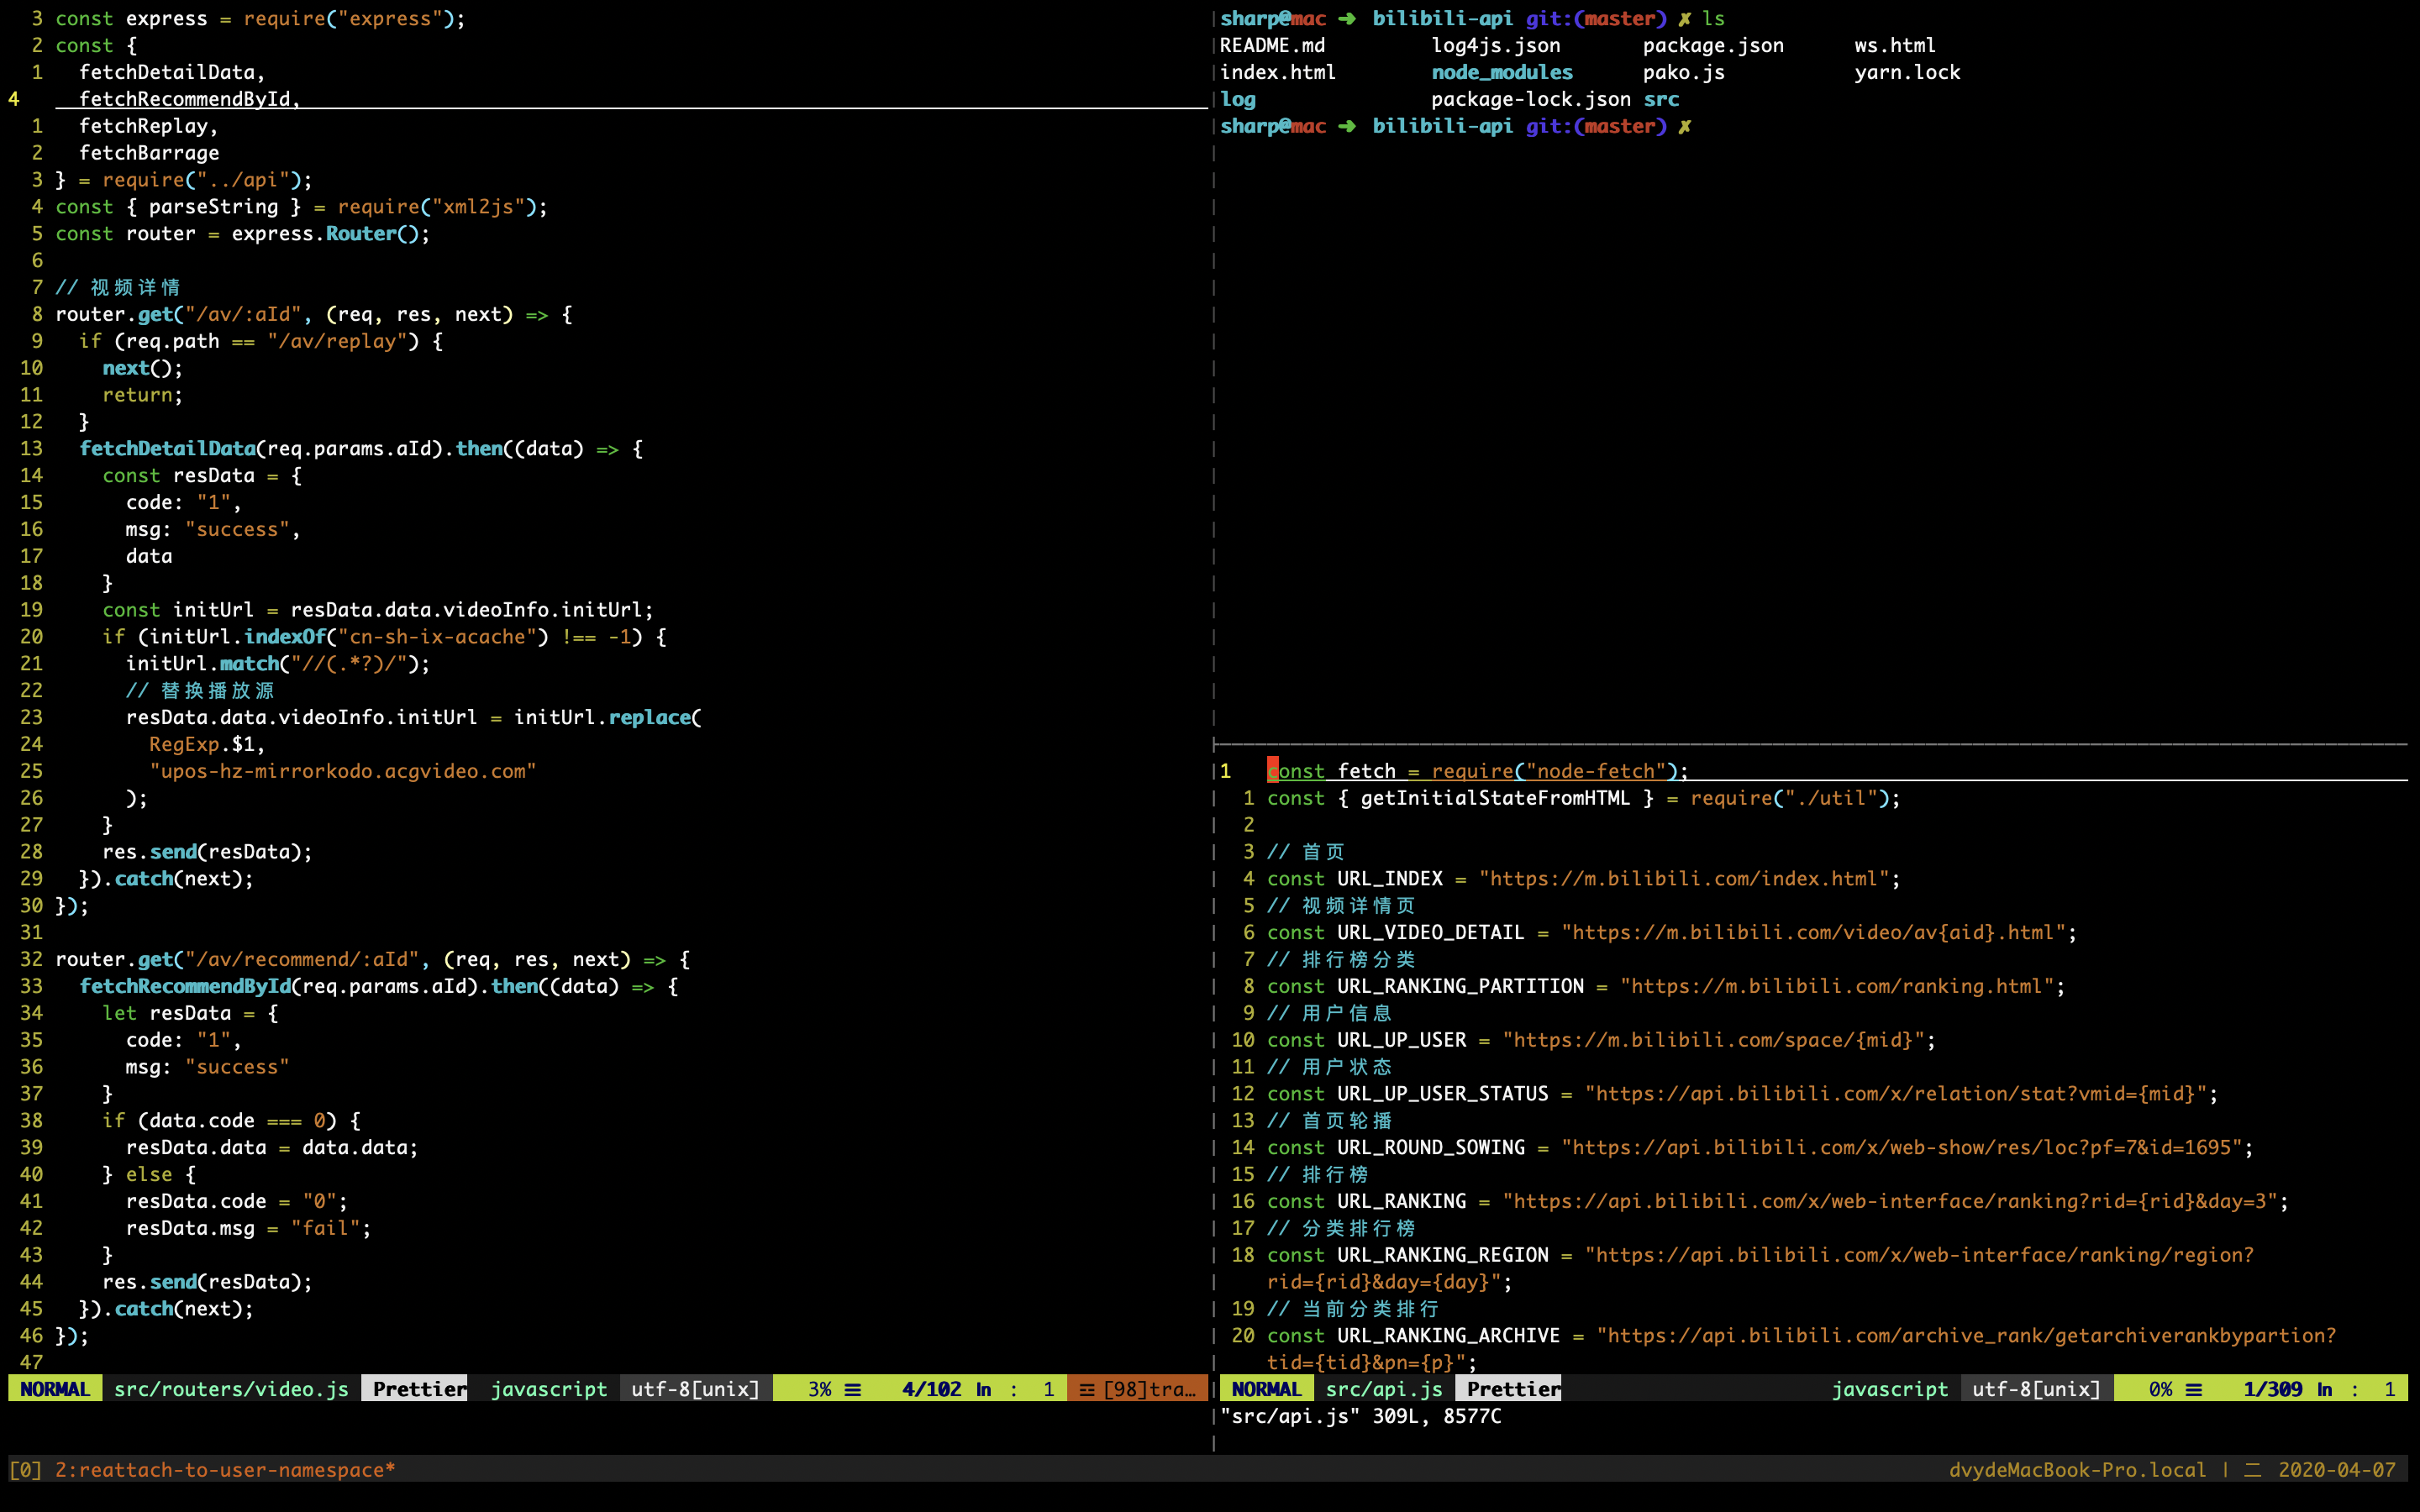 3 const express = require("express");
2 const {
1   fetchDetailData,
4   fetchRecommendById,
1   fetchReplay,
2   fetchBarrage
3 } = require("../api");
4 const { parseString } = require("xml2js");
5 const router = express.Router();
6
7 // 视频详情
8 router.get("/av/:aId", (req, res, next) => {
9   if (req.path == "/av/replay") {
10     next();
11     return;
12   }
13   fetchDetailData(req.params.aId).then((data) => {
14     const resData = {
15       code: "1",
16       msg: "success",
17       data
18     }
19     const initUrl = resData.data.videoInfo.initUrl;
20     if (initUrl.indexOf("cn-sh-ix-acache") !== -1) {
21       initUrl.match("//(.*?)/");
22       // 替换播放源
23       resData.data.videoInfo.initUrl = initUrl.replace(
24         RegExp.$1,
25         "upos-hz-mirrorkodo.acgvideo.com"
26       );
27     }
28     res.send(resData);
29   }).catch(next);
30 });
31
32 router.get("/av/recommend/:aId", (req, res, next) => {
33   fetchRecommendById(req.params.aId).then((data) => {
34     let resData = {
35       code: "1",
36       msg: "success"
37     }
38     if (data.code === 0) {
39       resData.data = data.data;
40     } else {
41       resData.code = "0";
42       resData.msg = "fail";
43     }
44     res.send(resData);
45   }).catch(next);
46 });
47
NORMAL src/routers/video.js Prettier javascript utf-8[unix] 3% ☰ 4/102 ln : 1 ☲ [98]tra…
sharp@mac ➜ bilibili-api git:(master) ✗ ls
README.md log4js.json package.json ws.html
index.html node_modules pako.js yarn.lock
log package-lock.json src
sharp@mac ➜ bilibili-api git:(master) ✗
1 const fetch = require("node-fetch");
1 const { getInitialStateFromHTML } = require("./util");
2
3 // 首页
4 const URL_INDEX = "https://m.bilibili.com/index.html";
5 // 视频详情页
6 const URL_VIDEO_DETAIL = "https://m.bilibili.com/video/av{aid}.html";
7 // 排行榜分类
8 const URL_RANKING_PARTITION = "https://m.bilibili.com/ranking.html";
9 // 用户信息
10 const URL_UP_USER = "https://m.bilibili.com/space/{mid}";
11 // 用户状态
12 const URL_UP_USER_STATUS = "https://api.bilibili.com/x/relation/stat?vmid={mid}";
13 // 首页轮播
14 const URL_ROUND_SOWING = "https://api.bilibili.com/x/web-show/res/loc?pf=7&id=1695";
15 // 排行榜
16 const URL_RANKING = "https://api.bilibili.com/x/web-interface/ranking?rid={rid}&day=3";
17 // 分类排行榜
18 const URL_RANKING_REGION = "https://api.bilibili.com/x/web-interface/ranking/region?
rid={rid}&day={day}";
19 // 当前分类排行
20 const URL_RANKING_ARCHIVE = "https://api.bilibili.com/archive_rank/getarchiverankbypartion?
tid={tid}&pn={p}";
NORMAL src/api.js Prettier javascript utf-8[unix] 0% ☰ 1/309 ln : 1
"src/api.js" 309L, 8577C
[0] 2:reattach-to-user-namespace* dvydeMacBook-Pro.local | 二 2020-04-07